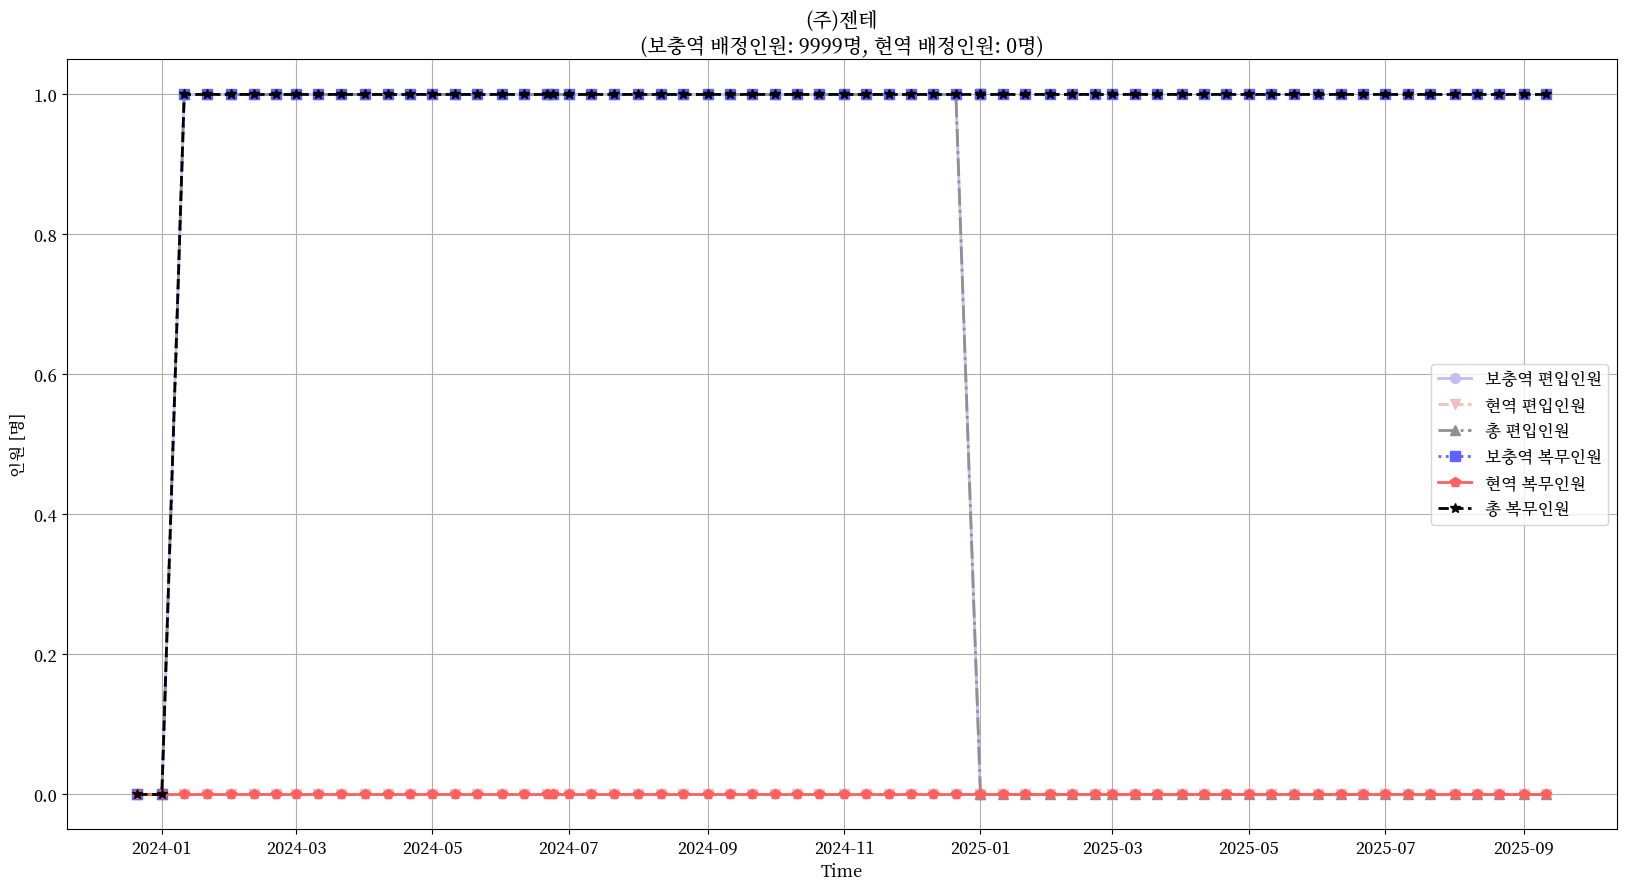 (주)젠테
(보충역 배정인원: 9999명, 현역 배정인원: 0명)
인원 [명]
1.0
0.8
0.6
0.4
0.2
0.0
보충역 편입인원
현역 편입인원
총 편입인원
보충역 복무인원
현역 복무인원
총 복무인원
2024-01
2024-03
2024-05
2024-07
2024-09
2024-11
2025-01
2025-03
2025-05
2025-07
2025-09
Time